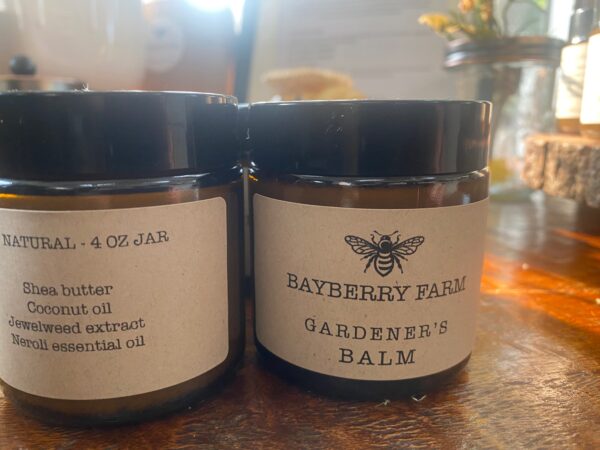 NATURAL - 4 OZ JAR
Shea butter
Coconut oil
Jewelweed extract
Neroli essential oil
BAYBERRY FARM
GARDENER'S
BALM